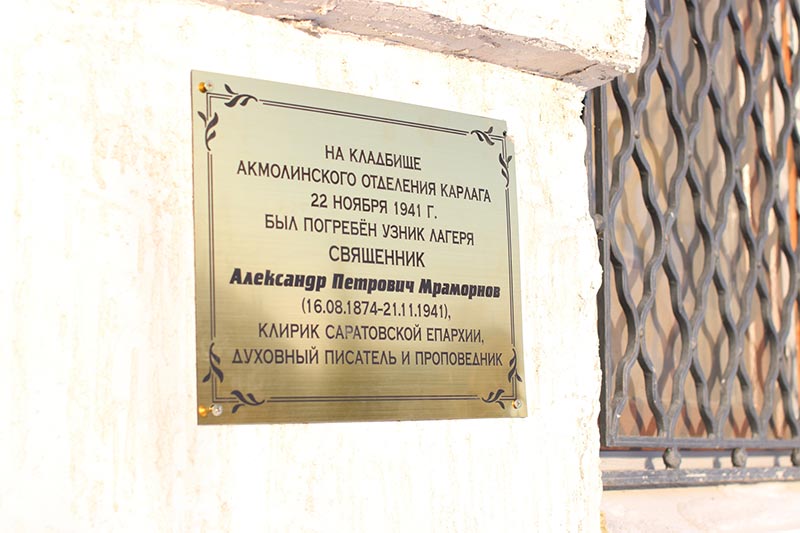 НА КЛАДБИЩЕ
АКМОЛИНСКОГО ОТДЕЛЕНИЯ КАРЛАГА
22 НОЯБРЯ 1941 Г.
БЫЛ ПОГРЕБЁН УЗНИК ЛАГЕРЯ
СВЯЩЕННИК
Александр Петрович Мраморнов
(16.08.1874-21.11.1941),
КЛИРИК САРАТОВСКОЙ ЕПАРХИИ,
ДУХОВНЫЙ ПИСАТЕЛЬ И ПРОПОВЕДНИК